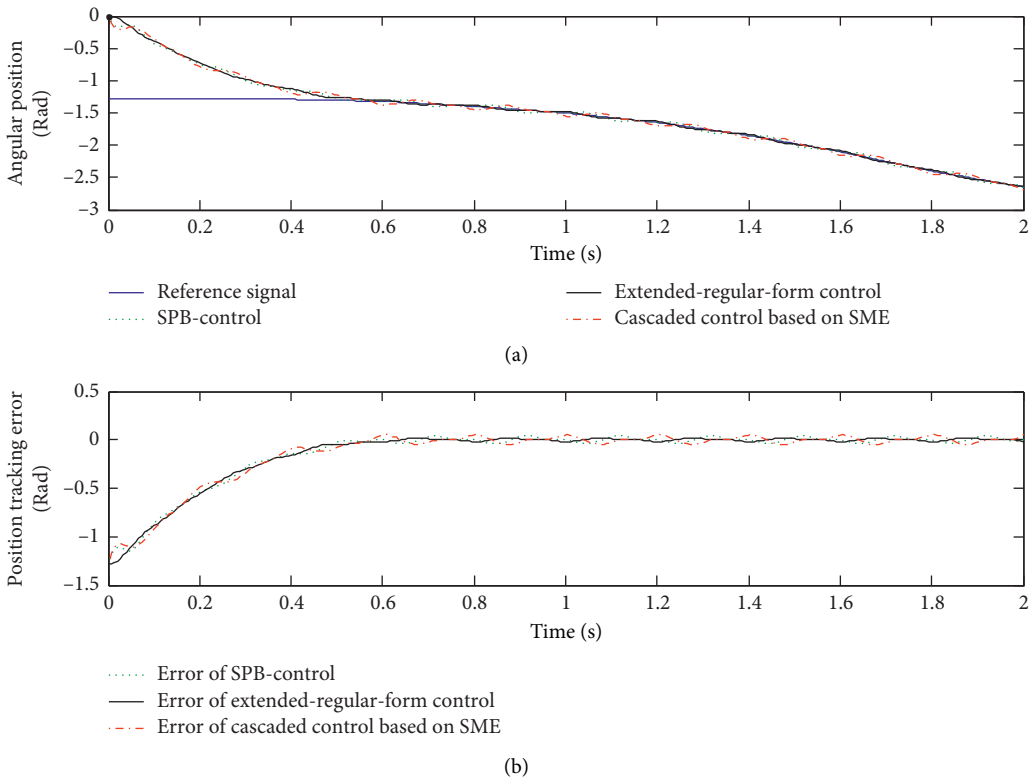 0
−0.5
−1
−1.5
−2
−2.5
−3
Angular position
(Rad)
0 0.2 0.4 0.6 0.8 1 1.2 1.4 1.6 1.8 2
Time (s)
Reference signal
SPB-control
Extended-regular-form control
Cascaded control based on SME
(a)
0.5
0
−0.5
−1
−1.5
Position tracking error
(Rad)
0 0.2 0.4 0.6 0.8 1 1.2 1.4 1.6 1.8 2
Time (s)
Error of SPB-control
Error of extended-regular-form control
Error of cascaded control based on SME
(b)